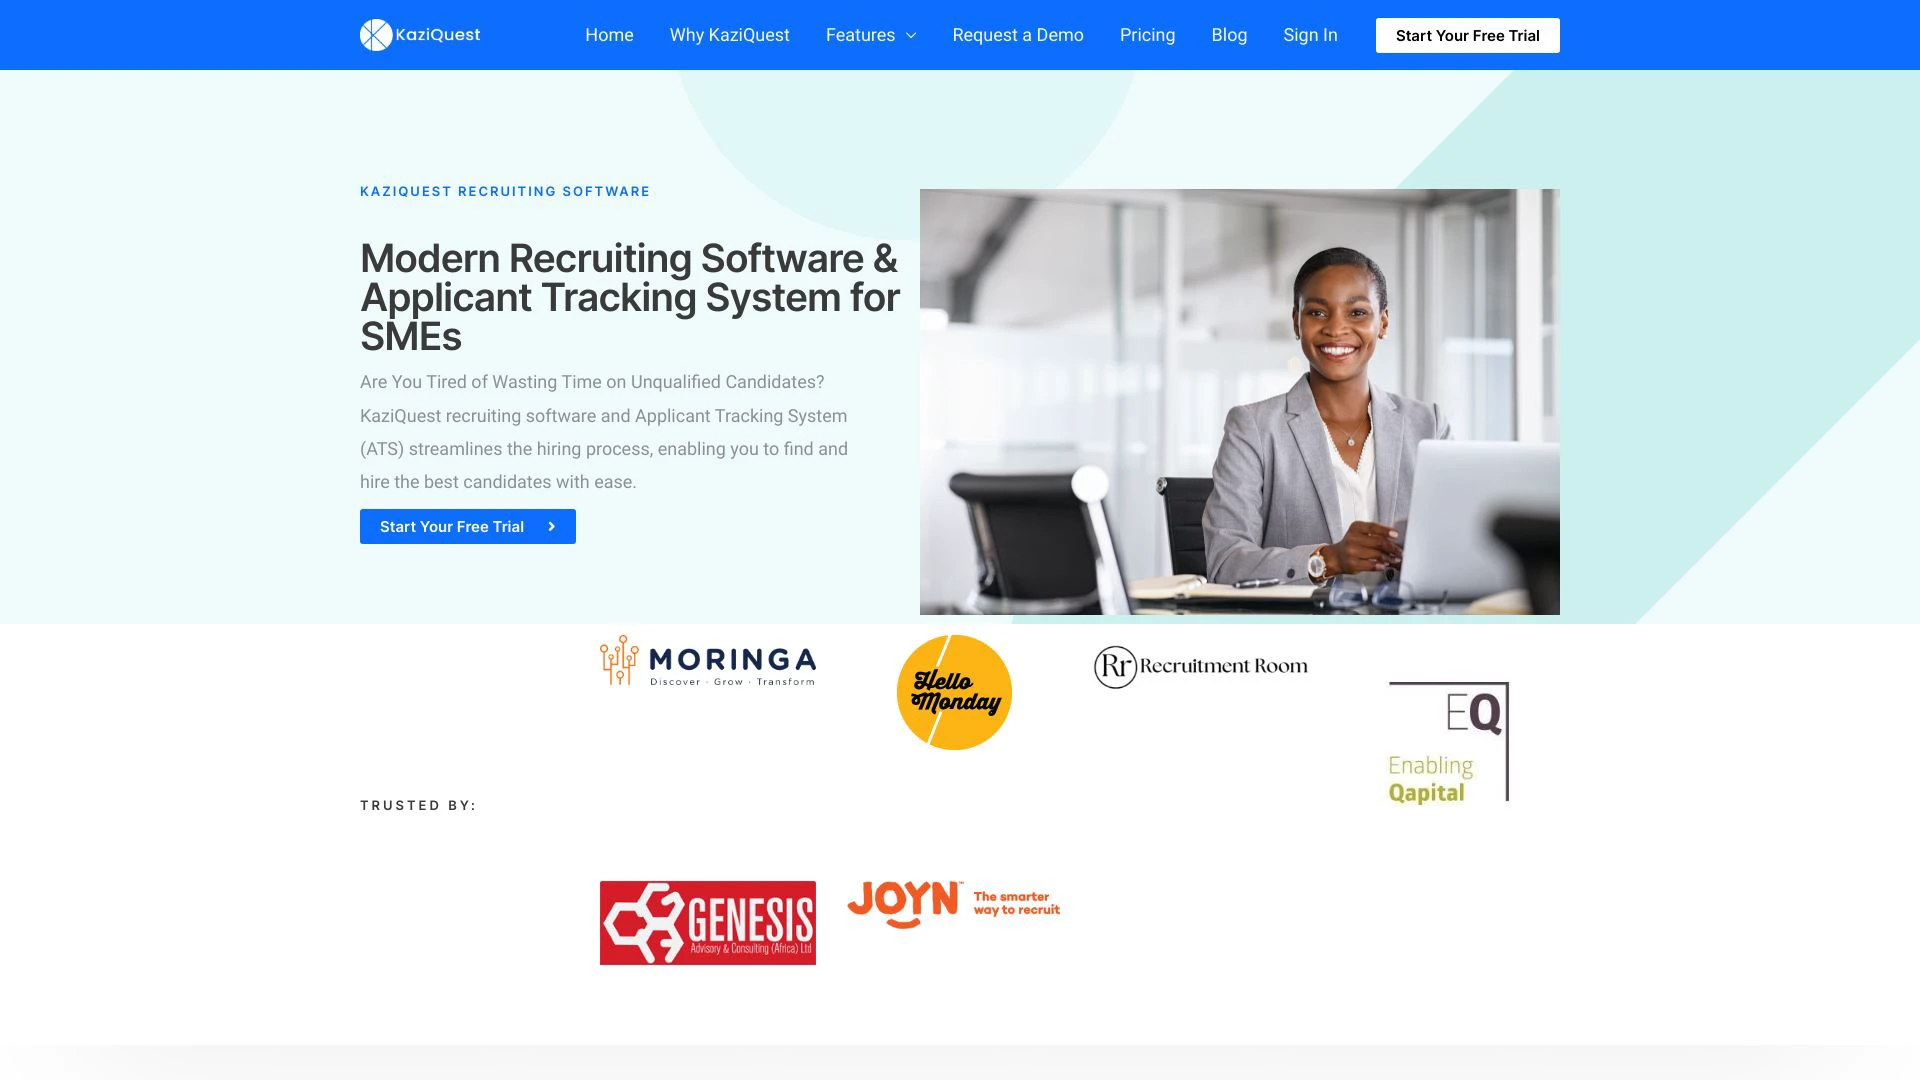 KaziQuest
Home
Why KaziQuest
Features
Request a Demo
Pricing
Blog
Sign In
Start Your Free Trial
KAZIQUEST RECRUITING SOFTWARE
Modern Recruiting Software &
Applicant Tracking System for
SMEs
Are You Tired of Wasting Time on Unqualified Candidates?
KaziQuest recruiting software and Applicant Tracking System
(ATS) streamlines the hiring process, enabling you to find and
hire the best candidates with ease.
Start Your Free Trial
MORINGA
Discover · Grow · Transform
Hello
Monday
Rr Recruitment Room
EQ
Enabling
Qapital
TRUSTED BY:
GENESIS
Advisory & Consulting (Africa) Ltd
JOYN™
The smarter
way to recruit